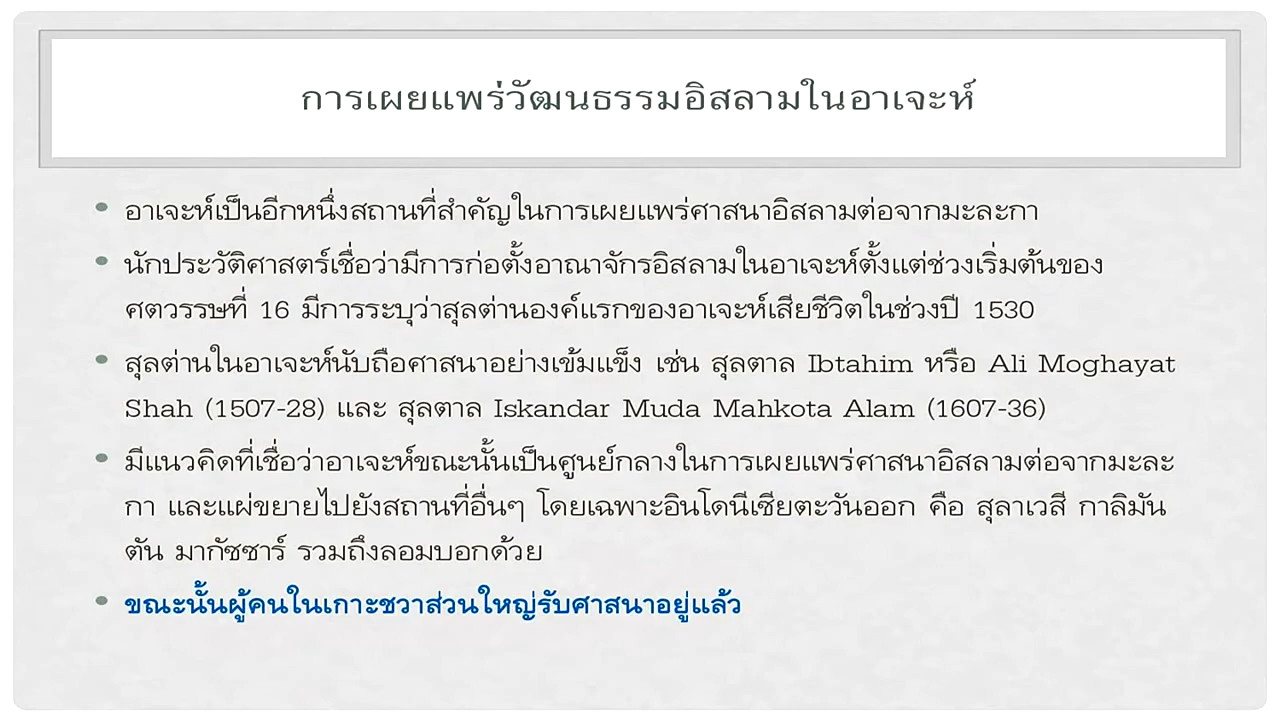 การเผยแพร่วัฒนธรรมอิสลามในอาเจะห์
• อาเจะห์เป็นอีกหนึ่งสถานที่สำคัญในการเผยแพร่ศาสนาอิสลามต่อจากมะละกา
• นักประวัติศาสตร์เชื่อว่ามีการก่อตั้งอาณาจักรอิสลามในอาเจะห์ตั้งแต่ช่วงเริ่มต้นของ
ศตวรรษที่ 16 มีการระบุว่าสุลต่านองค์แรกของอาเจะห์เสียชีวิตในช่วงปี 1530
• สุลต่านในอาเจะห์นับถือศาสนาอย่างเข้มแข็ง เช่น สุลตาล Ibtahim หรือ Ali Moghayat
Shah (1507-28) และ สุลตาล Iskandar Muda Mahkota Alam (1607-36)
• มีแนวคิดที่เชื่อว่าอาเจะห์ขณะนั้นเป็นศูนย์กลางในการเผยแพร่ศาสนาอิสลามต่อจากมะละ
กา และแผ่ขยายไปยังสถานที่อื่นๆ โดยเฉพาะอินโดนีเซียตะวันออก คือ สุลาเวสี กาลิมัน
ตัน มากัซซาร์ รวมถึงลอมบอกด้วย
• ขณะนั้นผู้คนในเกาะชวาส่วนใหญ่รับศาสนาอยู่แล้ว